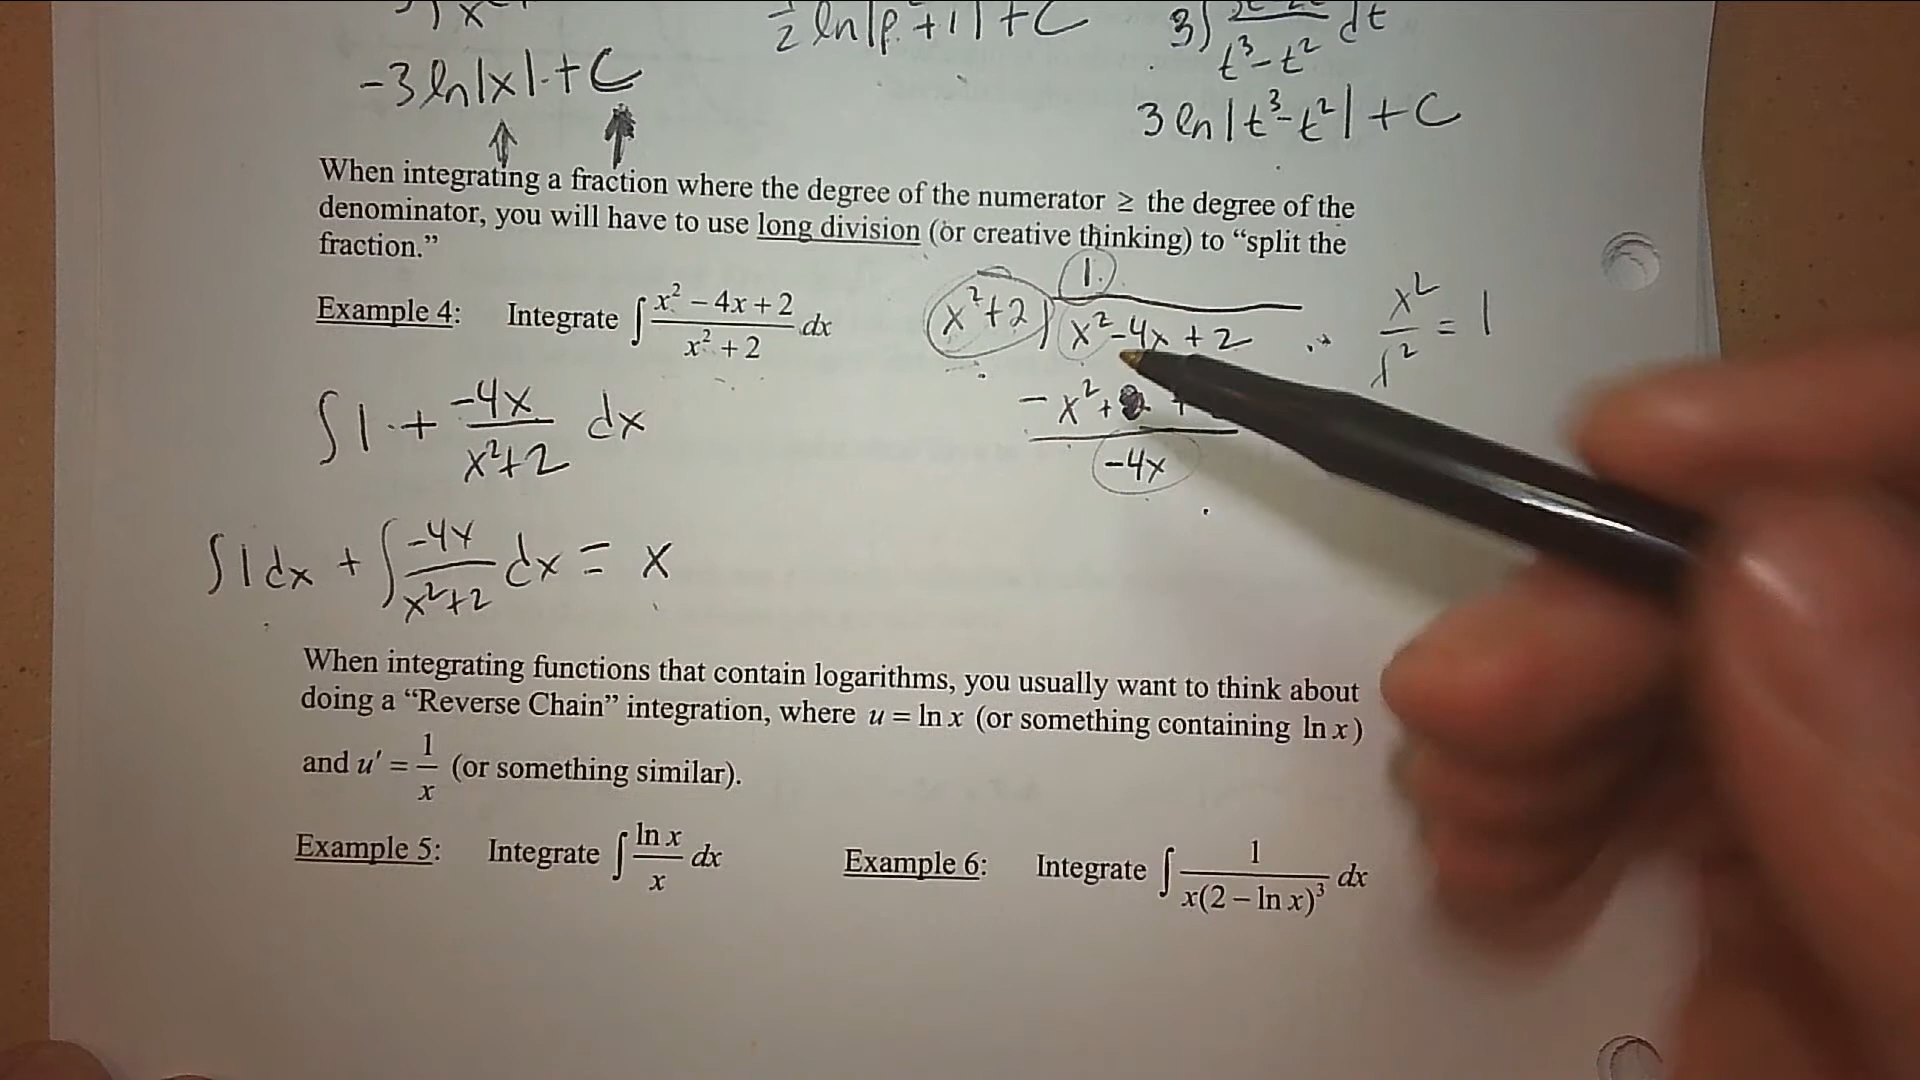 x
1/2 ln|p +1| + C
3∫ dt
t³-t²
-3 ln|x| + C
3 ln|t³-t²| + C
When integrating a fraction where the degree of the numerator ≥ the degree of the
denominator, you will have to use long division (or creative thinking) to “split the
fraction.”
1
Example 4: Integrate ∫ (x² − 4x + 2)/(x² + 2) dx
x²+2) x²-4x+2
x²/x² = 1
- x²+ +
-4x
∫1 + -4x/(x²+2) dx
∫1dx + ∫ -4x/(x²+2) dx = x
When integrating functions that contain logarithms, you usually want to think about
doing a “Reverse Chain” integration, where u = ln x (or something containing ln x)
and u′ = 1/x (or something similar).
Example 5: Integrate ∫ ln x/x dx
Example 6: Integrate ∫ 1/(x(2 − ln x)³) dx